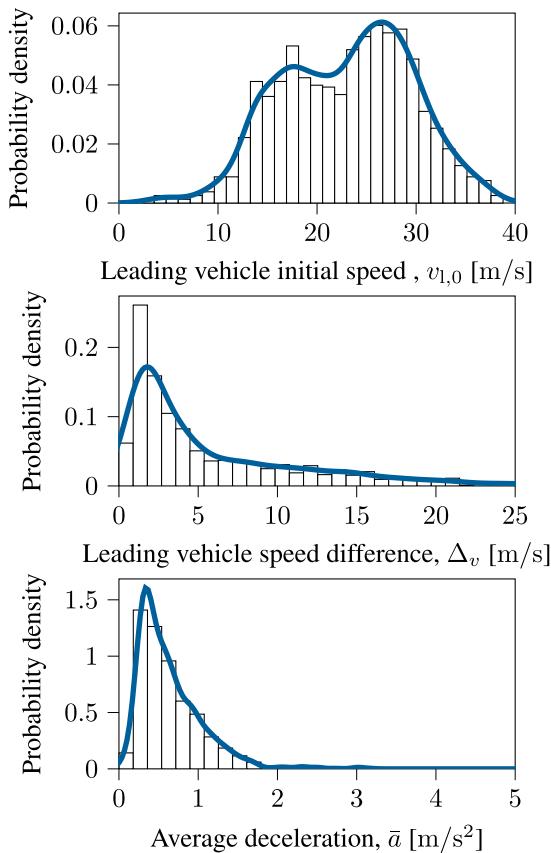 Probability density
0.06
0.04
0.02
0
0 10 20 30 40
Leading vehicle initial speed , v_{l,0} [m/s]
Probability density
0.2
0.1
0
0 5 10 15 20 25
Leading vehicle speed difference, Δ_v [m/s]
Probability density
1.5
1
0.5
0
0 1 2 3 4 5
Average deceleration, ā [m/s²]